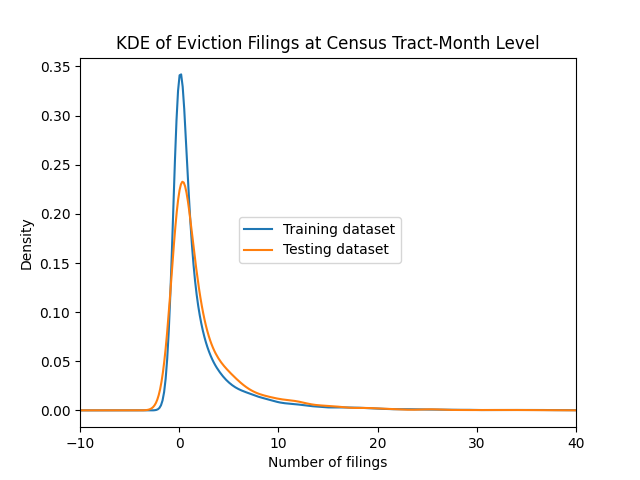 KDE of Eviction Filings at Census Tract-Month Level
0.35
0.30
0.25
0.20
0.15
0.10
0.05
0.00
Density
Training dataset
Testing dataset
−10
0
10
20
30
40
Number of filings